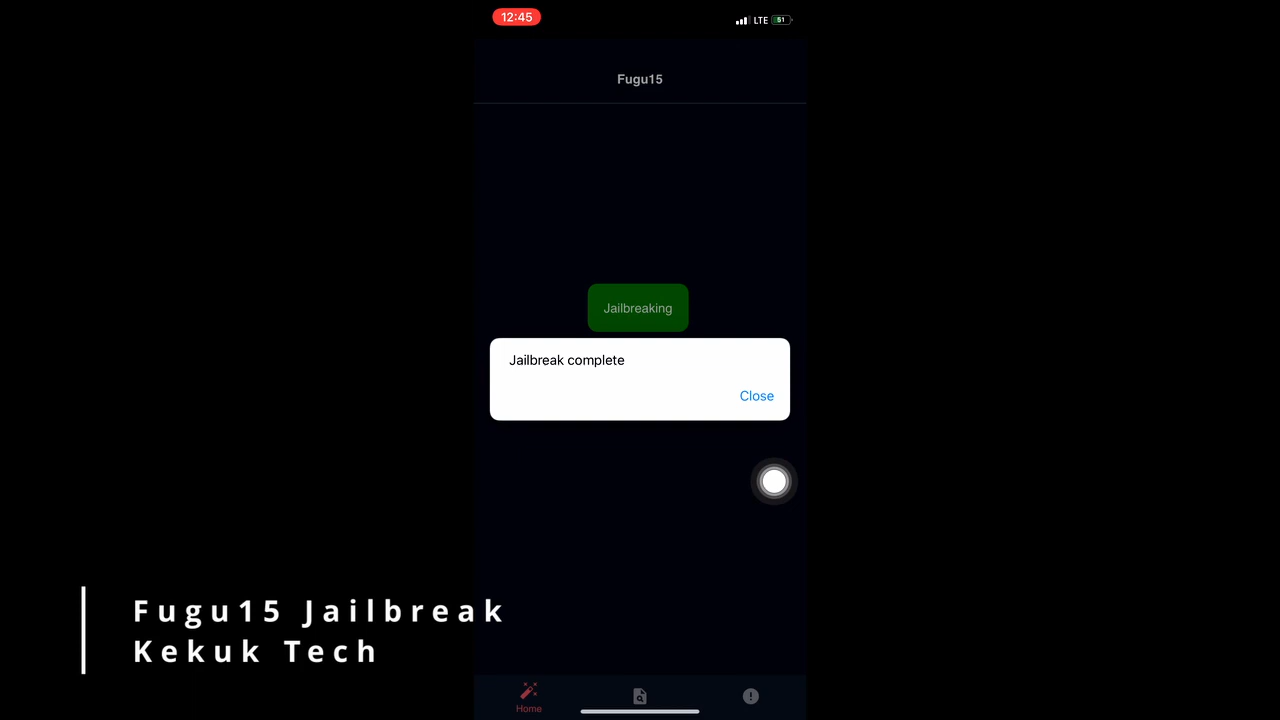 12:45
LTE 51
Fugu15
Jailbreaking
Jailbreak complete
Close
Fugu15 Jailbreak
Kekuk Tech
Home